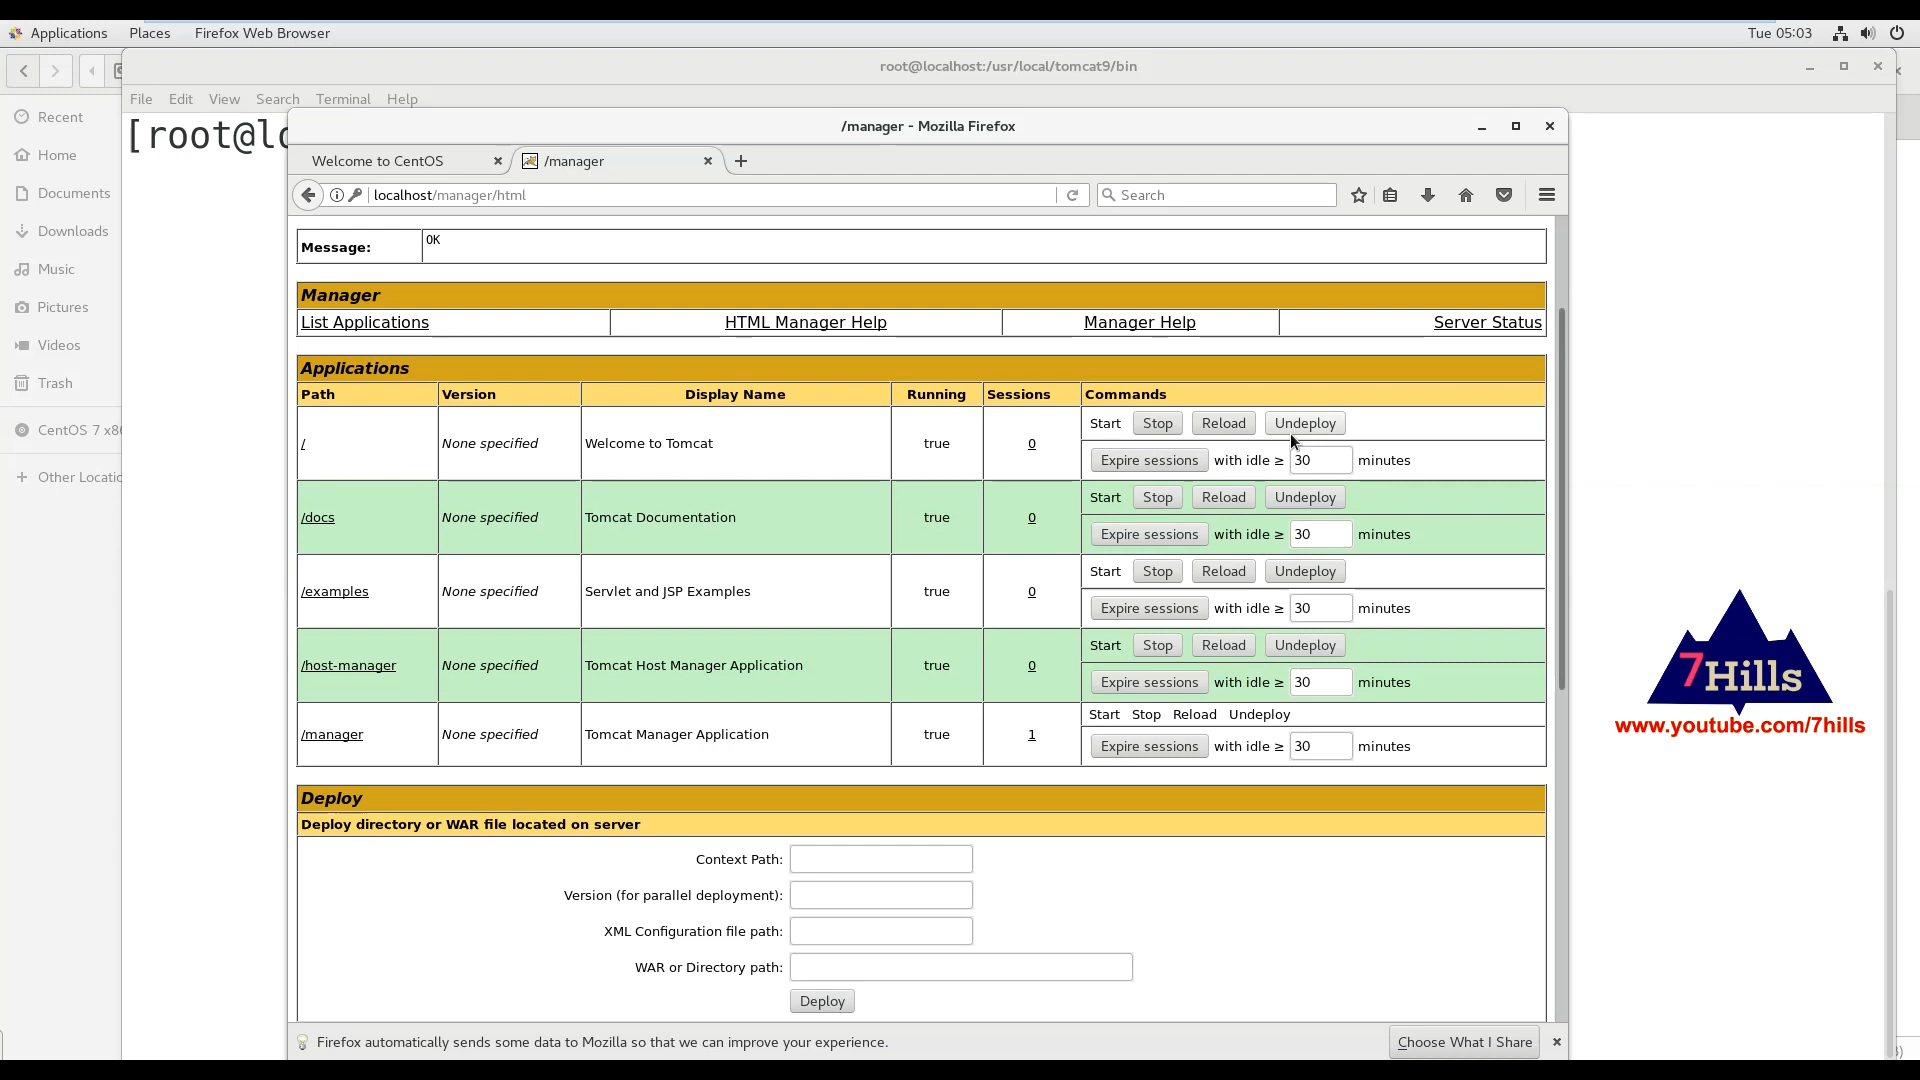 Applications Places Firefox Web Browser Tue 05:03
root@localhost:/usr/local/tomcat9/bin
File Edit View Search Terminal Help
Recent
Home
Documents
Downloads
Music
Pictures
Videos
Trash
CentOS 7
Other
/manager - Mozilla Firefox
Welcome to CentOS /manager
localhost/manager/html Search
Message: OK
Manager
List Applications HTML Manager Help Manager Help Server Status
Applications
Path Version Display Name Running Sessions Commands
Start Stop Reload Undeploy
/ None specified Welcome to Tomcat true 0
Expire sessions with idle ≥ 30 minutes
Start Stop Reload Undeploy
/docs None specified Tomcat Documentation true 0
Expire sessions with idle ≥ 30 minutes
Start Stop Reload Undeploy
/examples None specified Servlet and JSP Examples true 0
Expire sessions with idle ≥ 30 minutes
Start Stop Reload Undeploy
/host-manager None specified Tomcat Host Manager Application true 0
Expire sessions with idle ≥ 30 minutes
Start Stop Reload Undeploy
/manager None specified Tomcat Manager Application true 1
Expire sessions with idle ≥ 30 minutes
Deploy
Deploy directory or WAR file located on server
Context Path:
Version (for parallel deployment):
XML Configuration file path:
WAR or Directory path:
Deploy
Firefox automatically sends some data to Mozilla so that we can improve your experience. Choose What I Share
7Hills
www.youtube.com/7hills